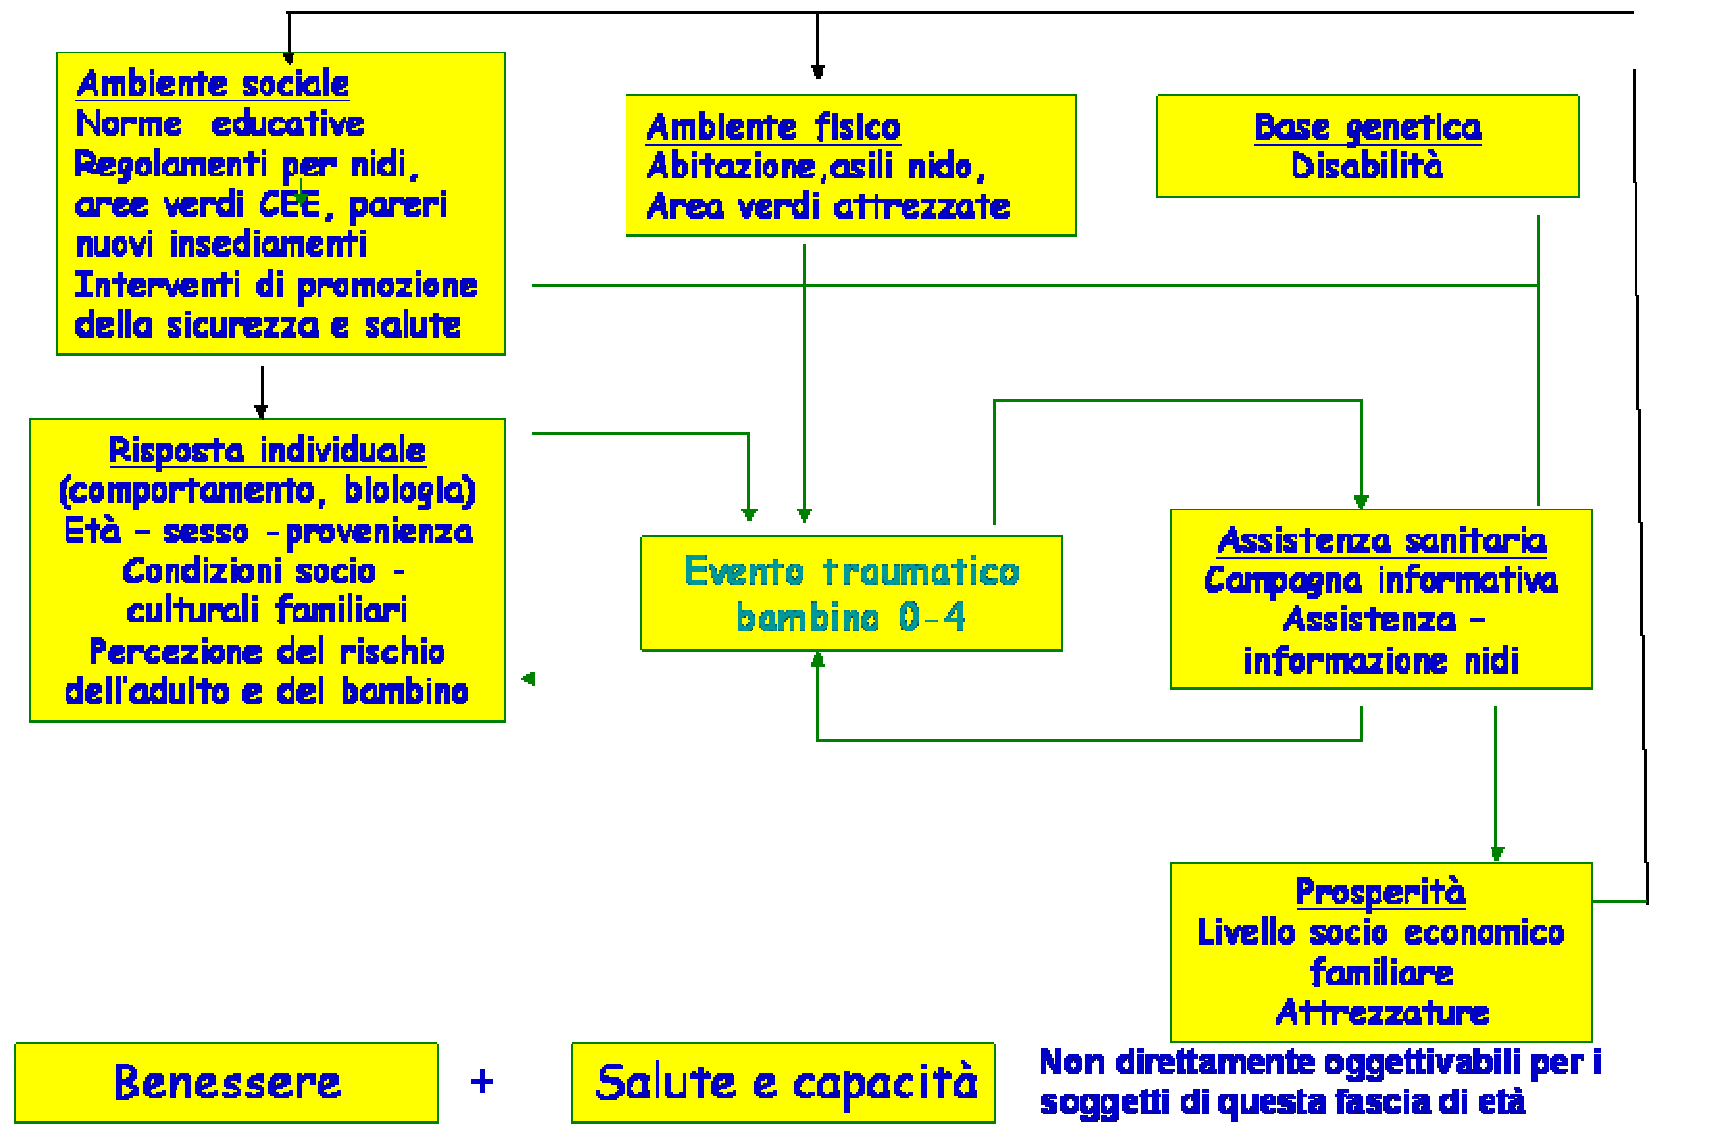 Ambiente sociale
Norme educative
Regolamenti per nidi,
aree verdi CEE, pareri
nuovi insediamenti
Interventi di promozione
della sicurezza e salute
Ambiente fisico
Abitazione,asili nido,
Area verdi attrezzate
Base genetica
Disabilità
Risposta individuale
(comportamento, biologia)
Età – sesso -provenienza
Condizioni socio -
culturali familiari
Percezione del rischio
dell'adulto e del bambino
Evento traumatico
bambino 0-4
Assistenza sanitaria
Campagna informativa
Assistenza –
informazione nidi
Prosperità
Livello socio economico
familiare
Attrezzature
Benessere
+
Salute e capacità
Non direttamente oggettivabili per i
soggetti di questa fascia di età